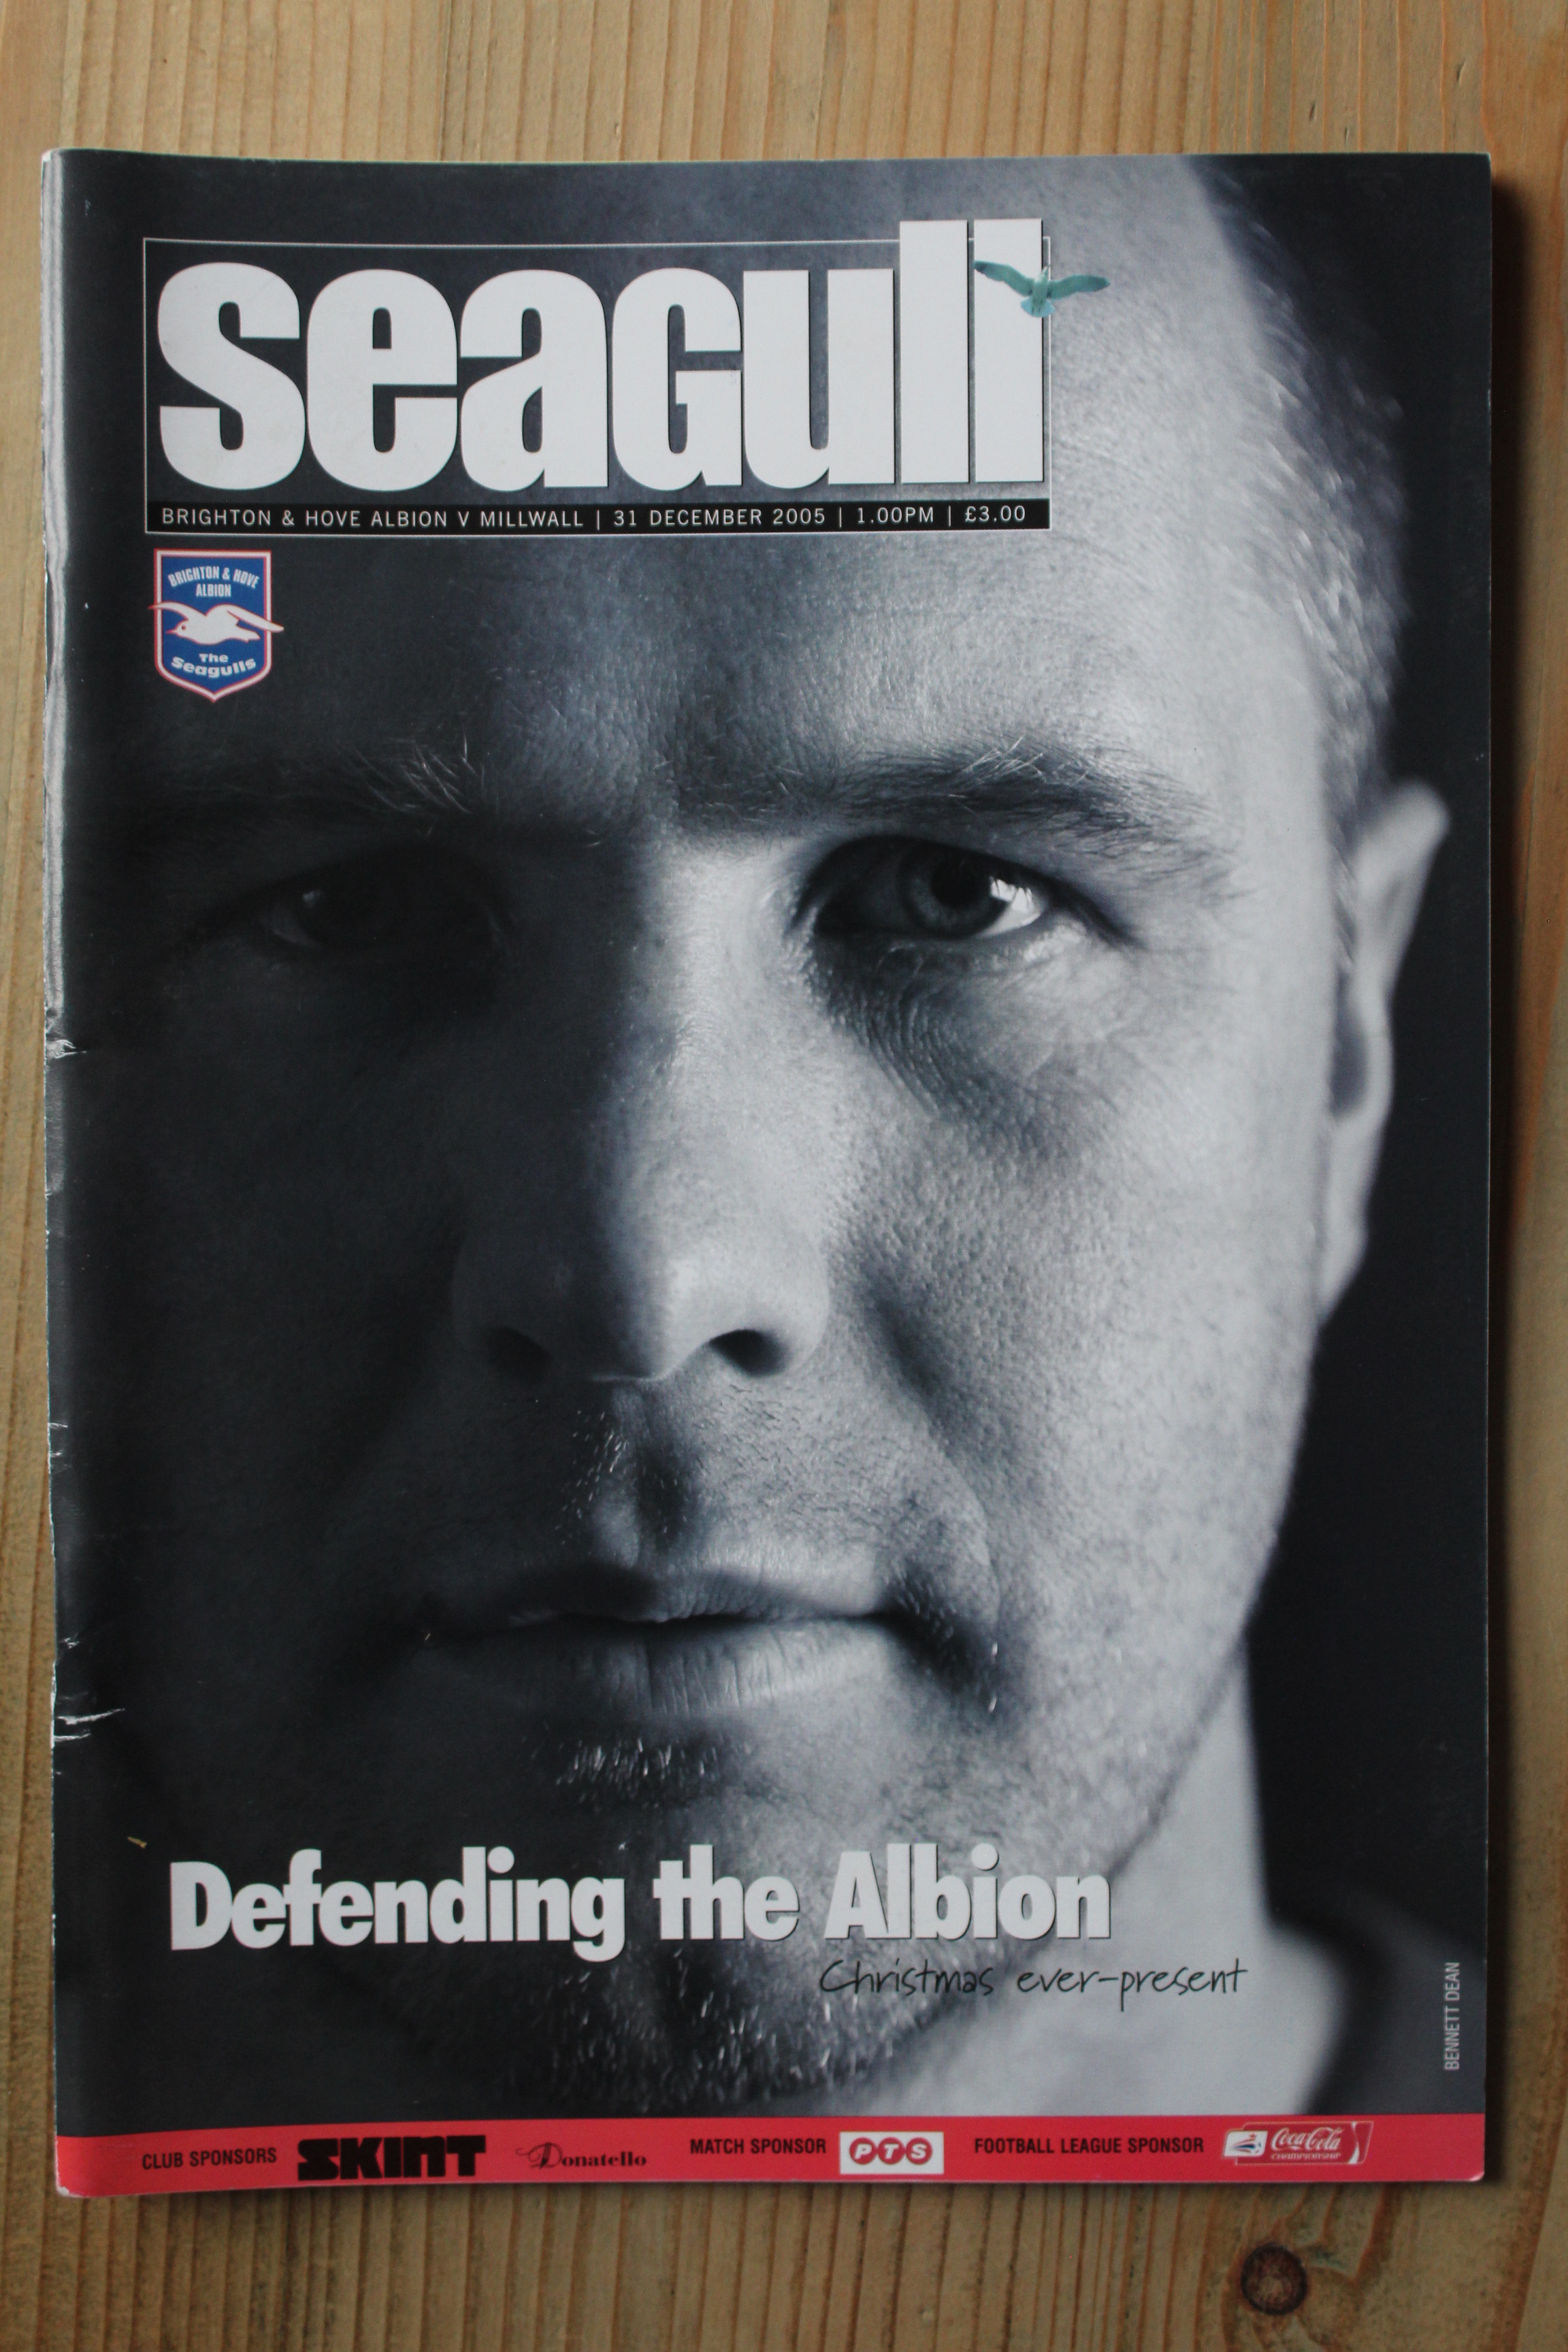 seagull
BRIGHTON & HOVE ALBION V MILLWALL | 31 DECEMBER 2005 | 1.00PM | £3.00
BRIGHTON & HOVE
ALBION
The
Seagulls
Defending the Albion
Christmas ever-present
BENNETT DEAN
CLUB SPONSORS SKINT Donatello MATCH SPONSOR PTS FOOTBALL LEAGUE SPONSOR Coca-Cola
CHAMPIONSHIP